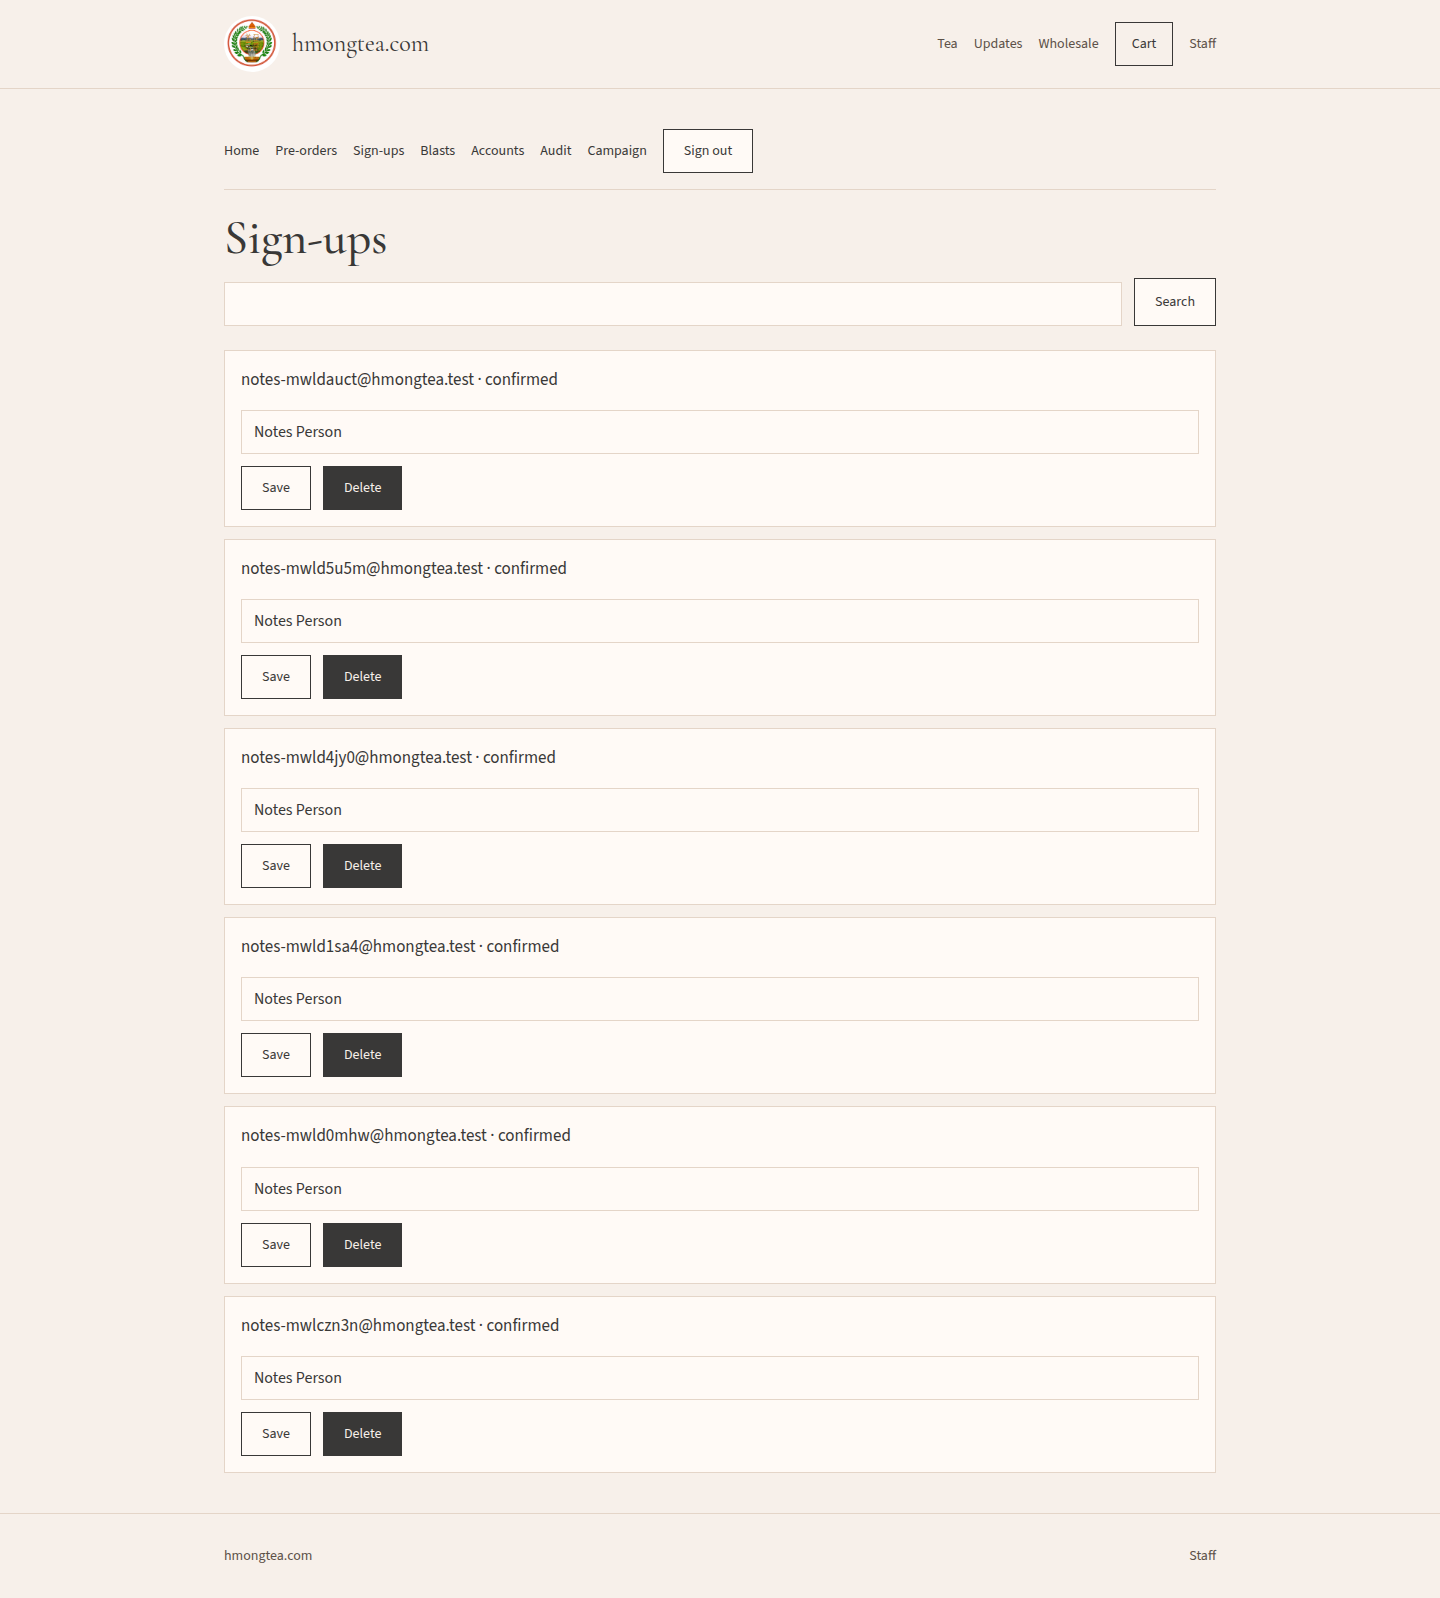 hmongtea.com
Tea Updates Wholesale Cart Staff
Home Pre-orders Sign-ups Blasts Accounts Audit Campaign Sign out
Sign-ups
Search
notes-mwldauct@hmongtea.test · confirmed
Notes Person
Save Delete
notes-mwld5u5m@hmongtea.test · confirmed
Notes Person
Save Delete
notes-mwld4jy0@hmongtea.test · confirmed
Notes Person
Save Delete
notes-mwld1sa4@hmongtea.test · confirmed
Notes Person
Save Delete
notes-mwld0mhw@hmongtea.test · confirmed
Notes Person
Save Delete
notes-mwlczn3n@hmongtea.test · confirmed
Notes Person
Save Delete
hmongtea.com Staff